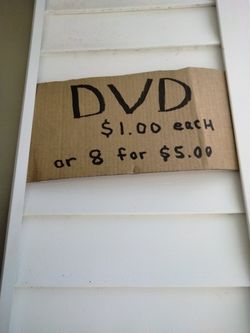 DVD
$1.00 each
or 8 for $5.00